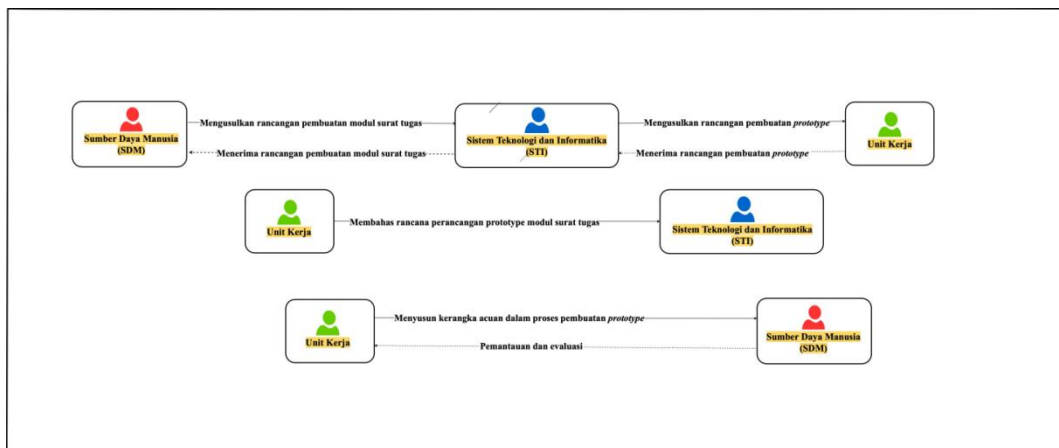 Mengusulkan rancangan pembuatan modul surat tugas
Mengusulkan rancangan pembuatan prototype
Sumber Daya Manusia
(SDM)
Sistem Teknologi dan Informatika
(STI)
Unit Kerja
Menerima rancangan pembuatan modul surat tugas
Menerima rancangan pembuatan prototype
Unit Kerja
Membahas rancana perancangan prototype modul surat tugas
Sistem Teknologi dan Informatika
(STI)
Menyusun kerangka acuan dalam proses pembuatan prototype
Unit Kerja
Sumber Daya Manusia
(SDM)
Pemantauan dan evaluasi